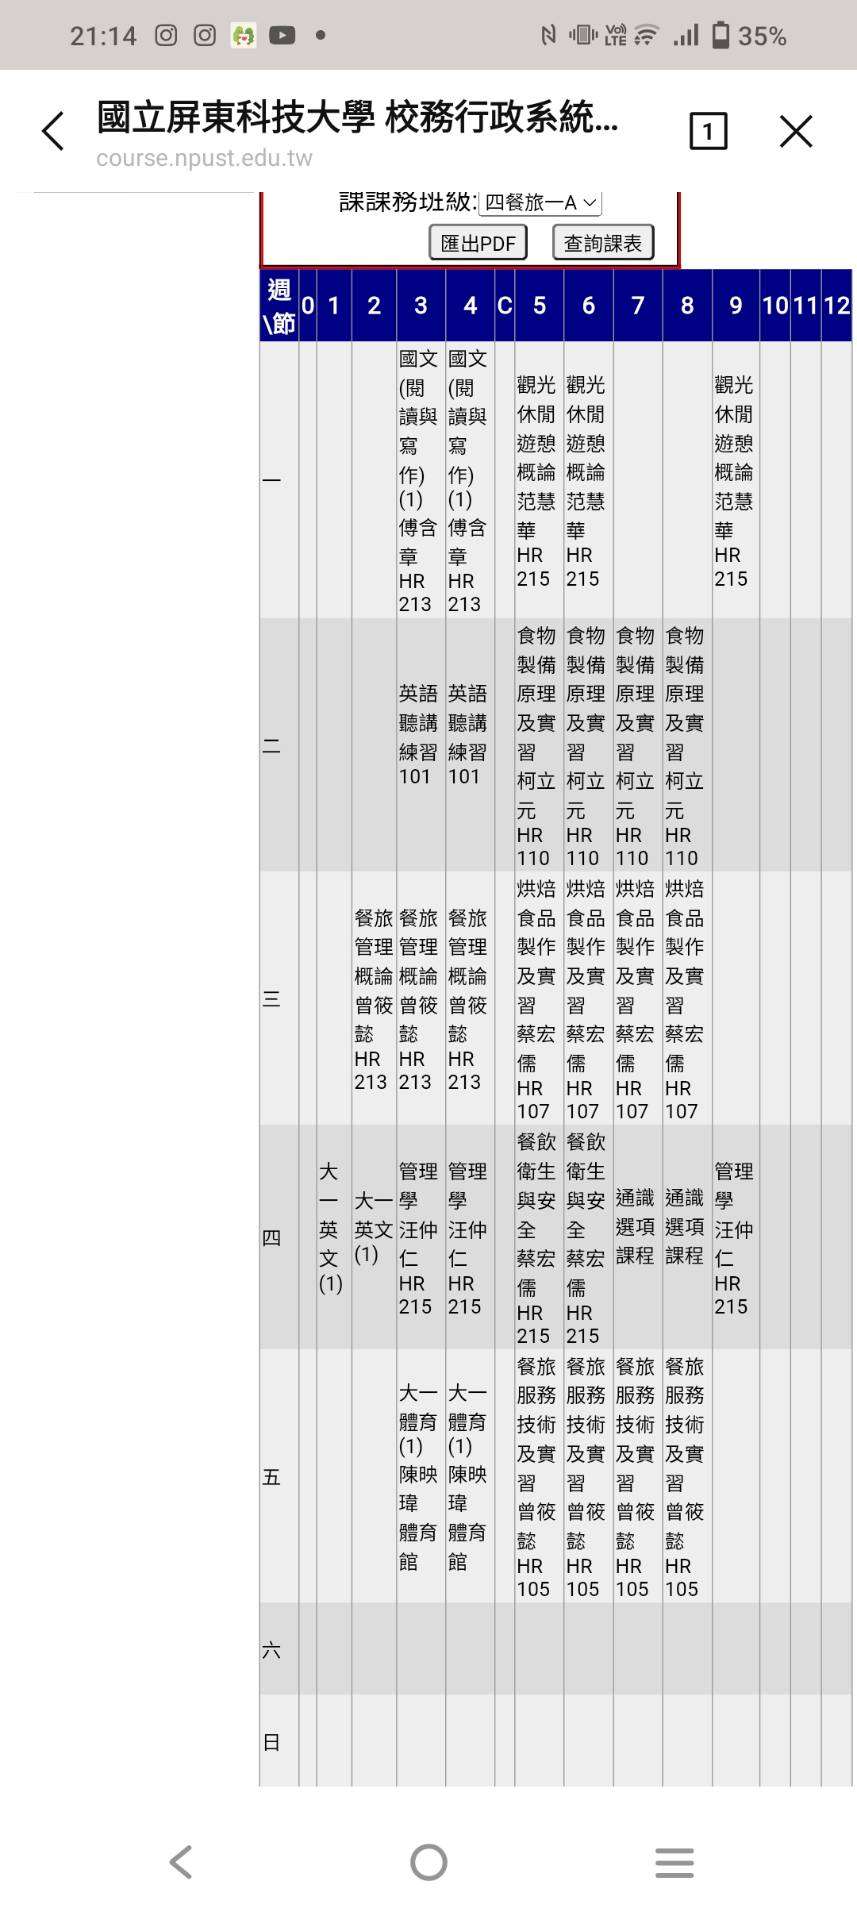 21:14
VoLTE
35%
國立屏東科技大學 校務行政系統...
course.npust.edu.tw
1
課課務班級: 四餐旅一A
匯出PDF 查詢課表
週\節 0 1 2 3 4 C 5 6 7 8 9 10 11 12
一
國文(閱讀與寫作)(1) 傅含章 HR 213
國文(閱讀與寫作)(1) 傅含章 HR 213
觀光休閒遊憩概論 范慧華 HR 215
觀光休閒遊憩概論 范慧華 HR 215
觀光休閒遊憩概論 范慧華 HR 215
二
英語聽講練習 101
英語聽講練習 101
食物製備原理及實習 柯立元 HR 110
食物製備原理及實習 柯立元 HR 110
食物製備原理及實習 柯立元 HR 110
食物製備原理及實習 柯立元 HR 110
三
餐旅管理概論 曾筱懿 HR 213
餐旅管理概論 曾筱懿 HR 213
餐旅管理概論 曾筱懿 HR 213
烘焙食品製作及實習 蔡宏儒 HR 107
烘焙食品製作及實習 蔡宏儒 HR 107
烘焙食品製作及實習 蔡宏儒 HR 107
烘焙食品製作及實習 蔡宏儒 HR 107
四
大一英文(1)
大一英文(1)
管理學 汪仲仁 HR 215
管理學 汪仲仁 HR 215
餐飲衛生與安全 蔡宏儒 HR 215
餐飲衛生與安全 蔡宏儒 HR 215
通識選項課程
通識選項課程
管理學 汪仲仁 HR 215
五
大一體育(1) 陳映瑋 體育館
大一體育(1) 陳映瑋 體育館
餐旅服務技術及實習 曾筱懿 HR 105
餐旅服務技術及實習 曾筱懿 HR 105
餐旅服務技術及實習 曾筱懿 HR 105
餐旅服務技術及實習 曾筱懿 HR 105
六
日